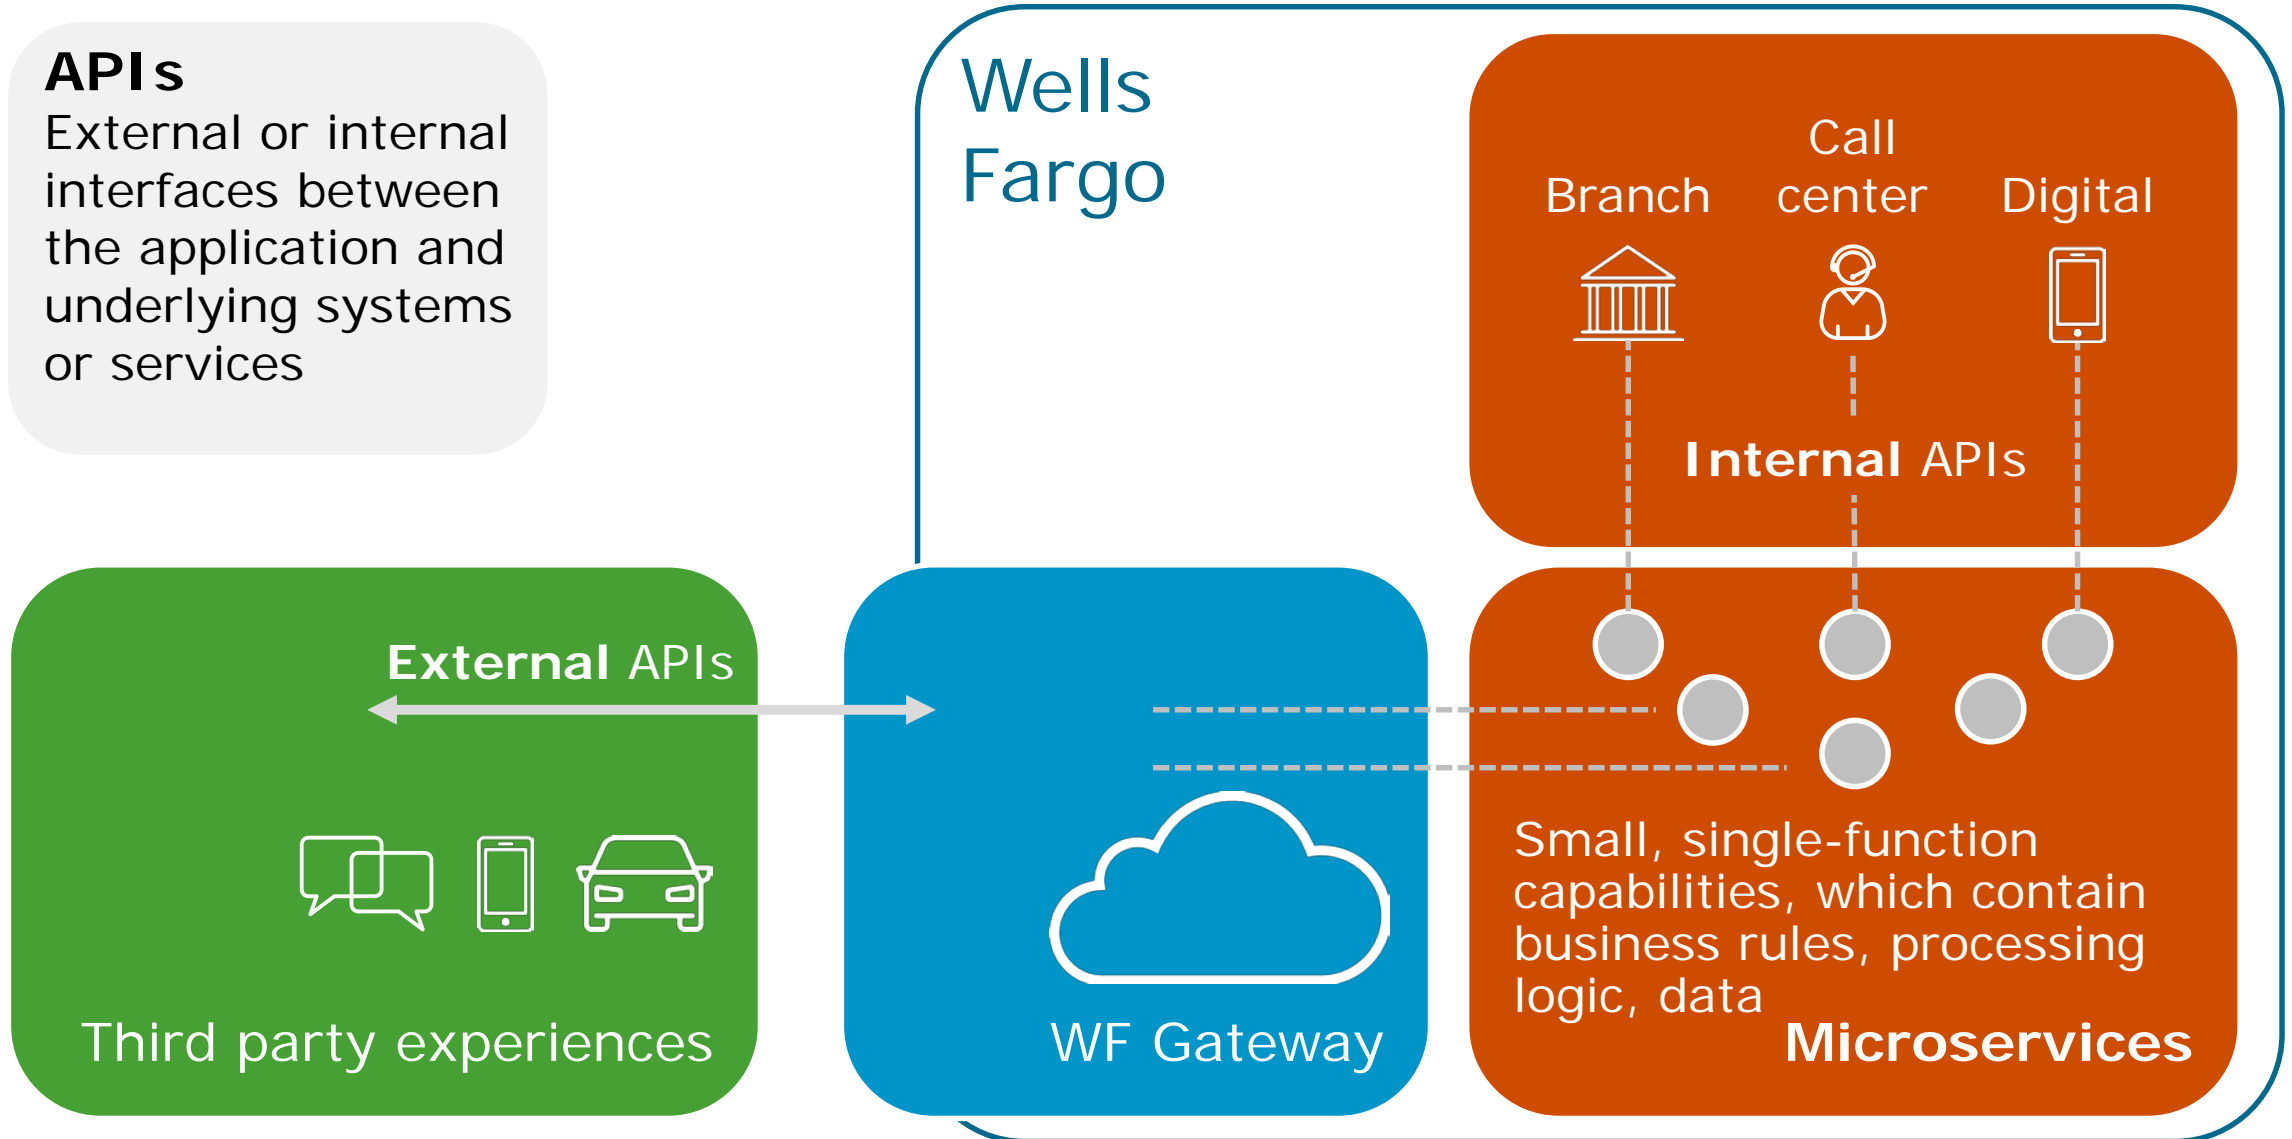 APIs
External or internal
interfaces between
the application and
underlying systems
or services
Wells
Fargo
Branch
Call
center
Digital
Internal APIs
External APIs
Third party experiences
WF Gateway
Small, single-function
capabilities, which contain
business rules, processing
logic, data
Microservices